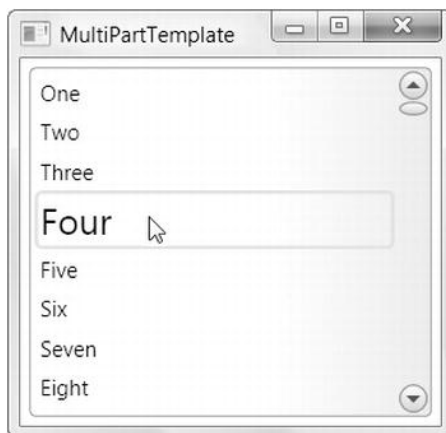 MultiPartTemplate
One
Two
Three
Four
Five
Six
Seven
Eight